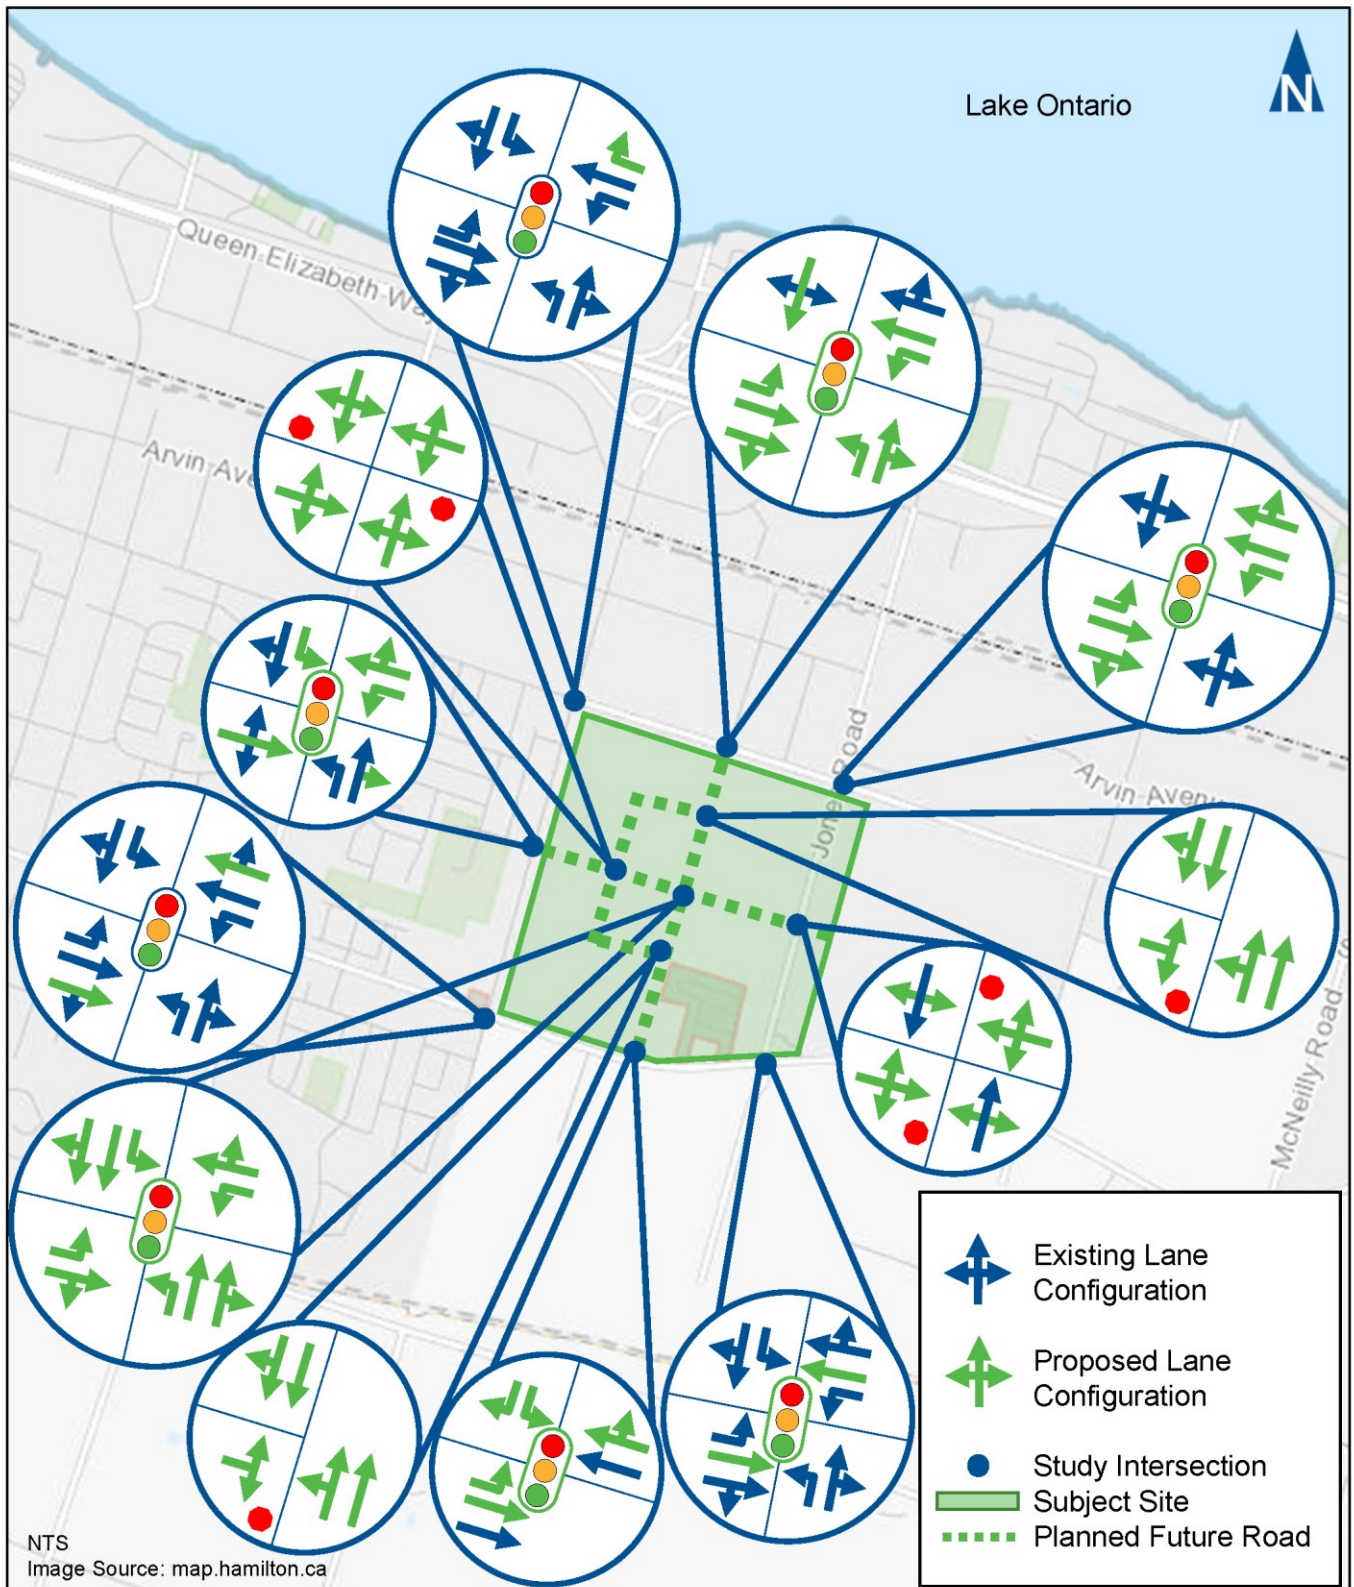 Lake Ontario
N
Queen Elizabeth Way
Arvin Ave
Jones Road
Arvin Avenu
McNeilly Road
Existing Lane
Configuration
Proposed Lane
Configuration
Study Intersection
Subject Site
Planned Future Road
NTS
Image Source: map.hamilton.ca